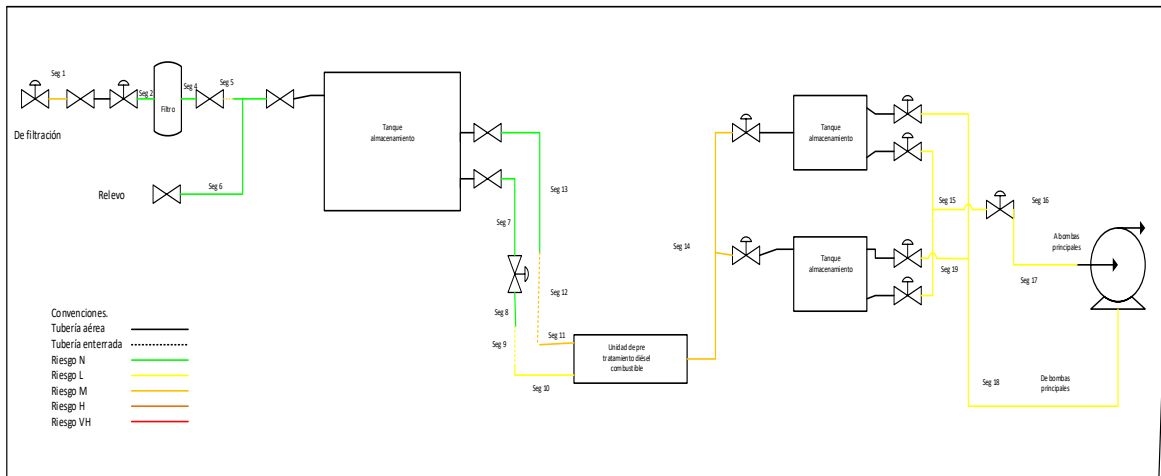 Seg 1
Seg 2
Seg 4
Seg 5
Filtro
De filtración
Relevo
Seg 6
Tanque
almacenamiento
Seg 13
Seg 7
Seg 8
Seg 9
Seg 12
Seg 11
Seg 10
Unidad de pre
tratamiento diésel
combustible
Seg 14
Tanque
almacenamiento
Tanque
almacenamiento
Seg 15
Seg 16
Seg 19
Seg 17
A bombas
principales
Seg 18
De bombas
principales
Convenciones.
Tubería aérea
Tubería enterrada
Riesgo N
Riesgo L
Riesgo M
Riesgo H
Riesgo VH